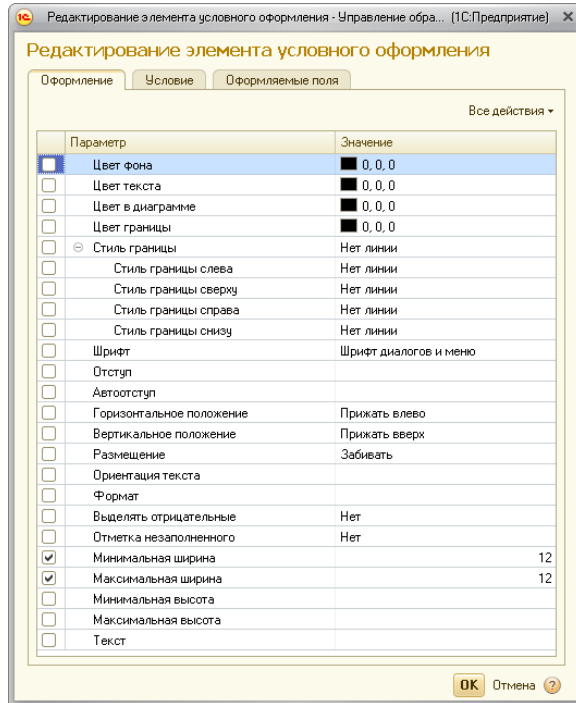 1С Редактирование элемента условного оформления - Управление обра... (1С:Предприятие)
Редактирование элемента условного оформления
Оформление Условие Оформляемые поля
Все действия
Параметр Значение
Цвет фона 0, 0, 0
Цвет текста 0, 0, 0
Цвет в диаграмме 0, 0, 0
Цвет границы 0, 0, 0
Стиль границы Нет линии
Стиль границы слева Нет линии
Стиль границы сверху Нет линии
Стиль границы справа Нет линии
Стиль границы снизу Нет линии
Шрифт Шрифт диалогов и меню
Отступ
Автоотступ
Горизонтальное положение Прижать влево
Вертикальное положение Прижать вверх
Размещение Забивать
Ориентация текста
Формат
Выделять отрицательные Нет
Отметка незаполненного Нет
Минимальная ширина 12
Максимальная ширина 12
Минимальная высота
Максимальная высота
Текст
ОК Отмена ?